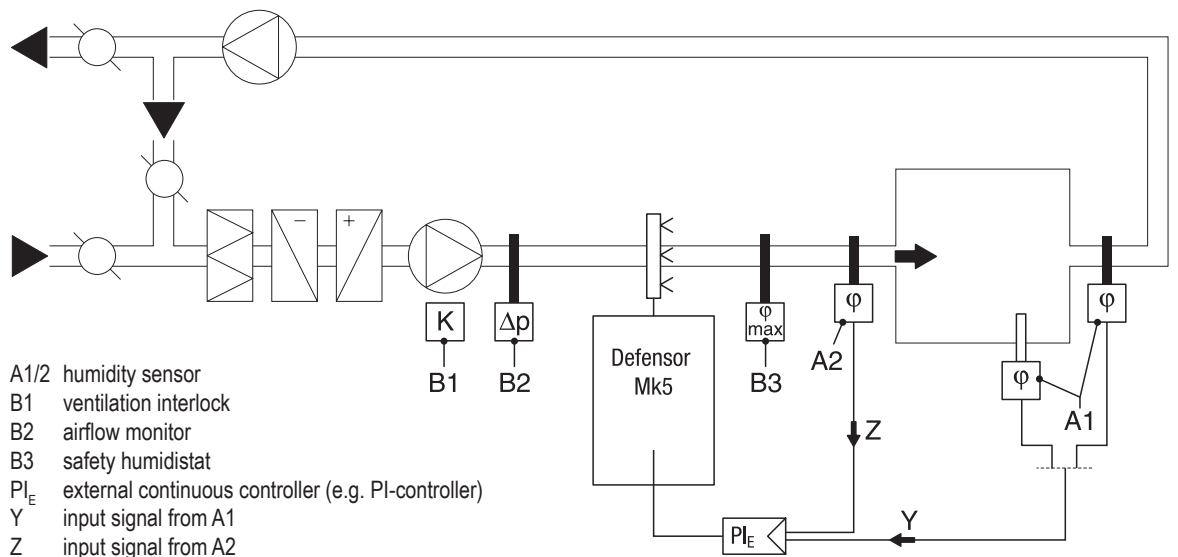 − +
K Δp φ max φ φ
Defensor
Mk5
B1 B2 B3 A2 φ
A1
Z
Y
PIE
A1/2 humidity sensor
B1 ventilation interlock
B2 airflow monitor
B3 safety humidistat
PIE external continuous controller (e.g. PI-controller)
Y input signal from A1
Z input signal from A2